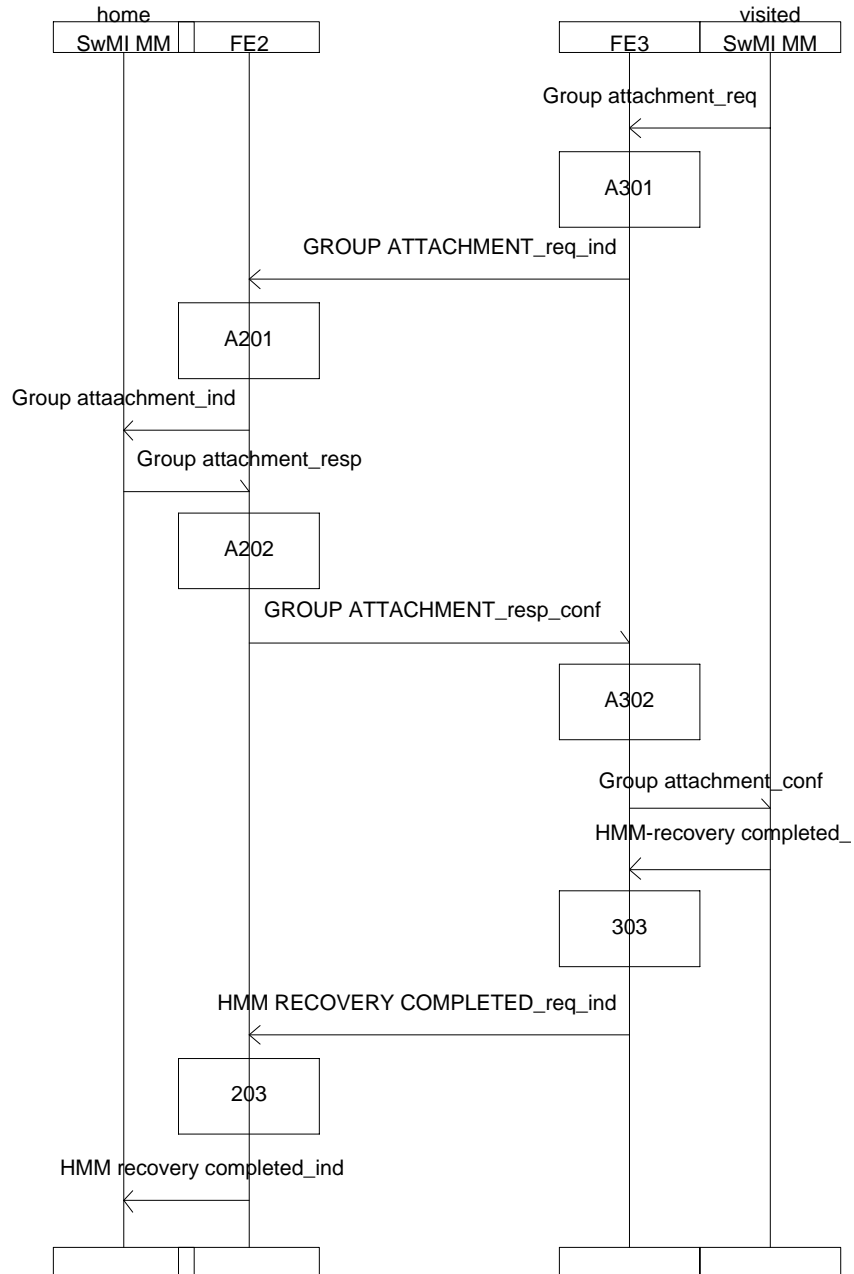 home
visited
SwMI MM
FE2
FE3
SwMI MM
Group attachment_req
A301
GROUP ATTACHMENT_req_ind
A201
Group attaachment_ind
Group attachment_resp
A202
GROUP ATTACHMENT_resp_conf
A302
Group attachment_conf
HMM-recovery completed_
303
HMM RECOVERY COMPLETED_req_ind
203
HMM recovery completed_ind